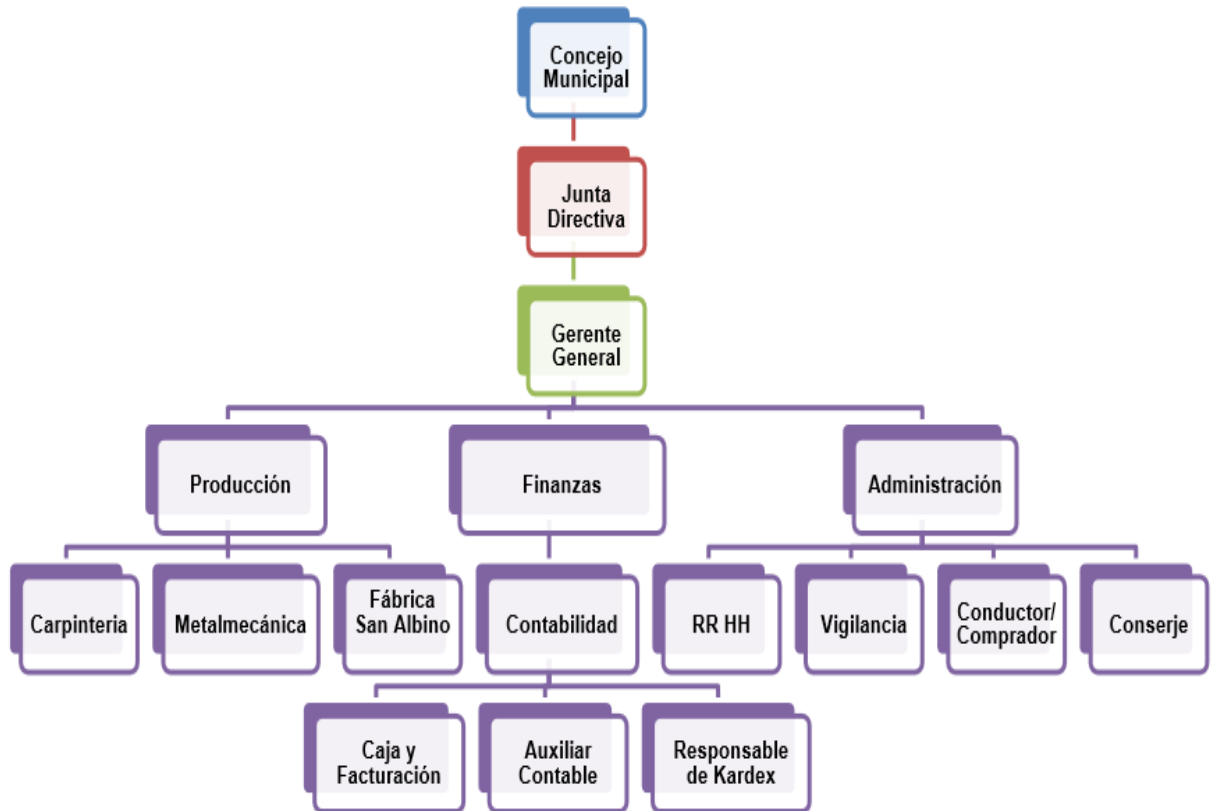 Concejo
Municipal
Junta
Directiva
Gerente
General
Producción
Finanzas
Administración
Carpinteria
Metalmecánica
Fábrica
San Albino
Contabilidad
RR HH
Vigilancia
Conductor/
Comprador
Conserje
Caja y
Facturación
Auxiliar
Contable
Responsable
de Kardex